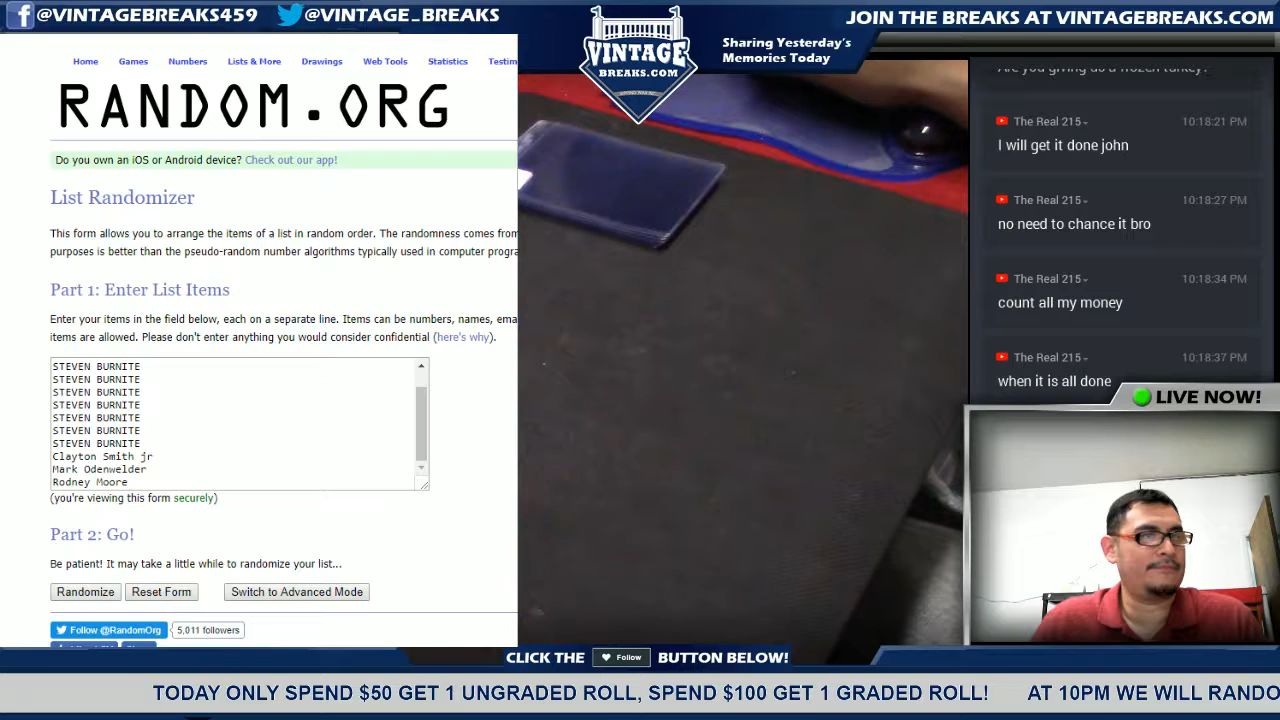 @VINTAGEBREAKS459
@VINTAGE_BREAKS
VINTAGE
BREAKS.COM
Sharing Yesterday's
Memories Today
JOIN THE BREAKS AT VINTAGEBREAKS.COM
Home Games Numbers Lists & More Drawings Web Tools Statistics Testim
RANDOM.ORG
Do you own an iOS or Android device? Check out our app!
List Randomizer
This form allows you to arrange the items of a list in random order. The randomness comes from
purposes is better than the pseudo-random number algorithms typically used in computer progra
Part 1: Enter List Items
Enter your items in the field below, each on a separate line. Items can be numbers, names, ema
items are allowed. Please don't enter anything you would consider confidential (here's why).
STEVEN BURNITE
STEVEN BURNITE
STEVEN BURNITE
STEVEN BURNITE
STEVEN BURNITE
STEVEN BURNITE
STEVEN BURNITE
Clayton Smith jr
Mark Odenwelder
Rodney Moore
(you're viewing this form securely)
Part 2: Go!
Be patient! It may take a little while to randomize your list...
Randomize Reset Form Switch to Advanced Mode
Follow @RandomOrg 5,011 followers
Are you giving us a frozen turkey?
The Real 215 10:18:21 PM
I will get it done john
The Real 215 10:18:27 PM
no need to chance it bro
The Real 215 10:18:34 PM
count all my money
The Real 215 10:18:37 PM
when it is all done
LIVE NOW!
CLICK THE Follow BUTTON BELOW!
TODAY ONLY SPEND $50 GET 1 UNGRADED ROLL, SPEND $100 GET 1 GRADED ROLL! AT 10PM WE WILL RANDO